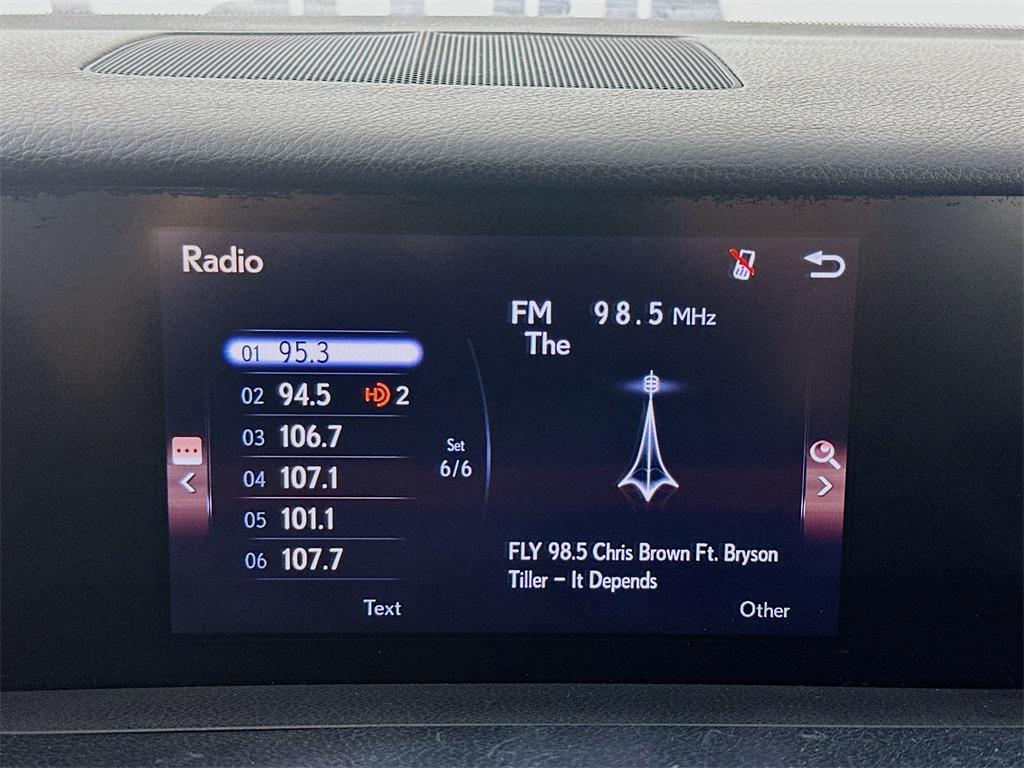 Radio
FM 98.5 MHz
The
01 95.3
02 94.5 HD 2
03 106.7
04 107.1
05 101.1
06 107.7
Set
6/6
FLY 98.5 Chris Brown Ft. Bryson
Tiller – It Depends
Text
Other